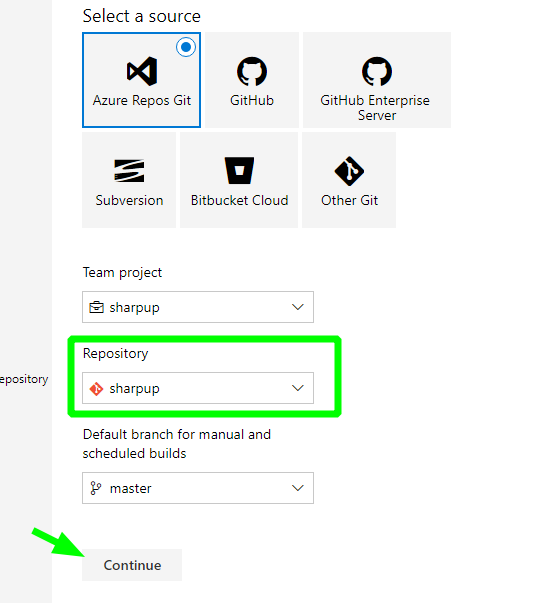 Select a source
Azure Repos Git
GitHub
GitHub Enterprise
Server
Subversion
Bitbucket Cloud
Other Git
Team project
sharpup
epository
Repository
sharpup
Default branch for manual and
scheduled builds
master
Continue